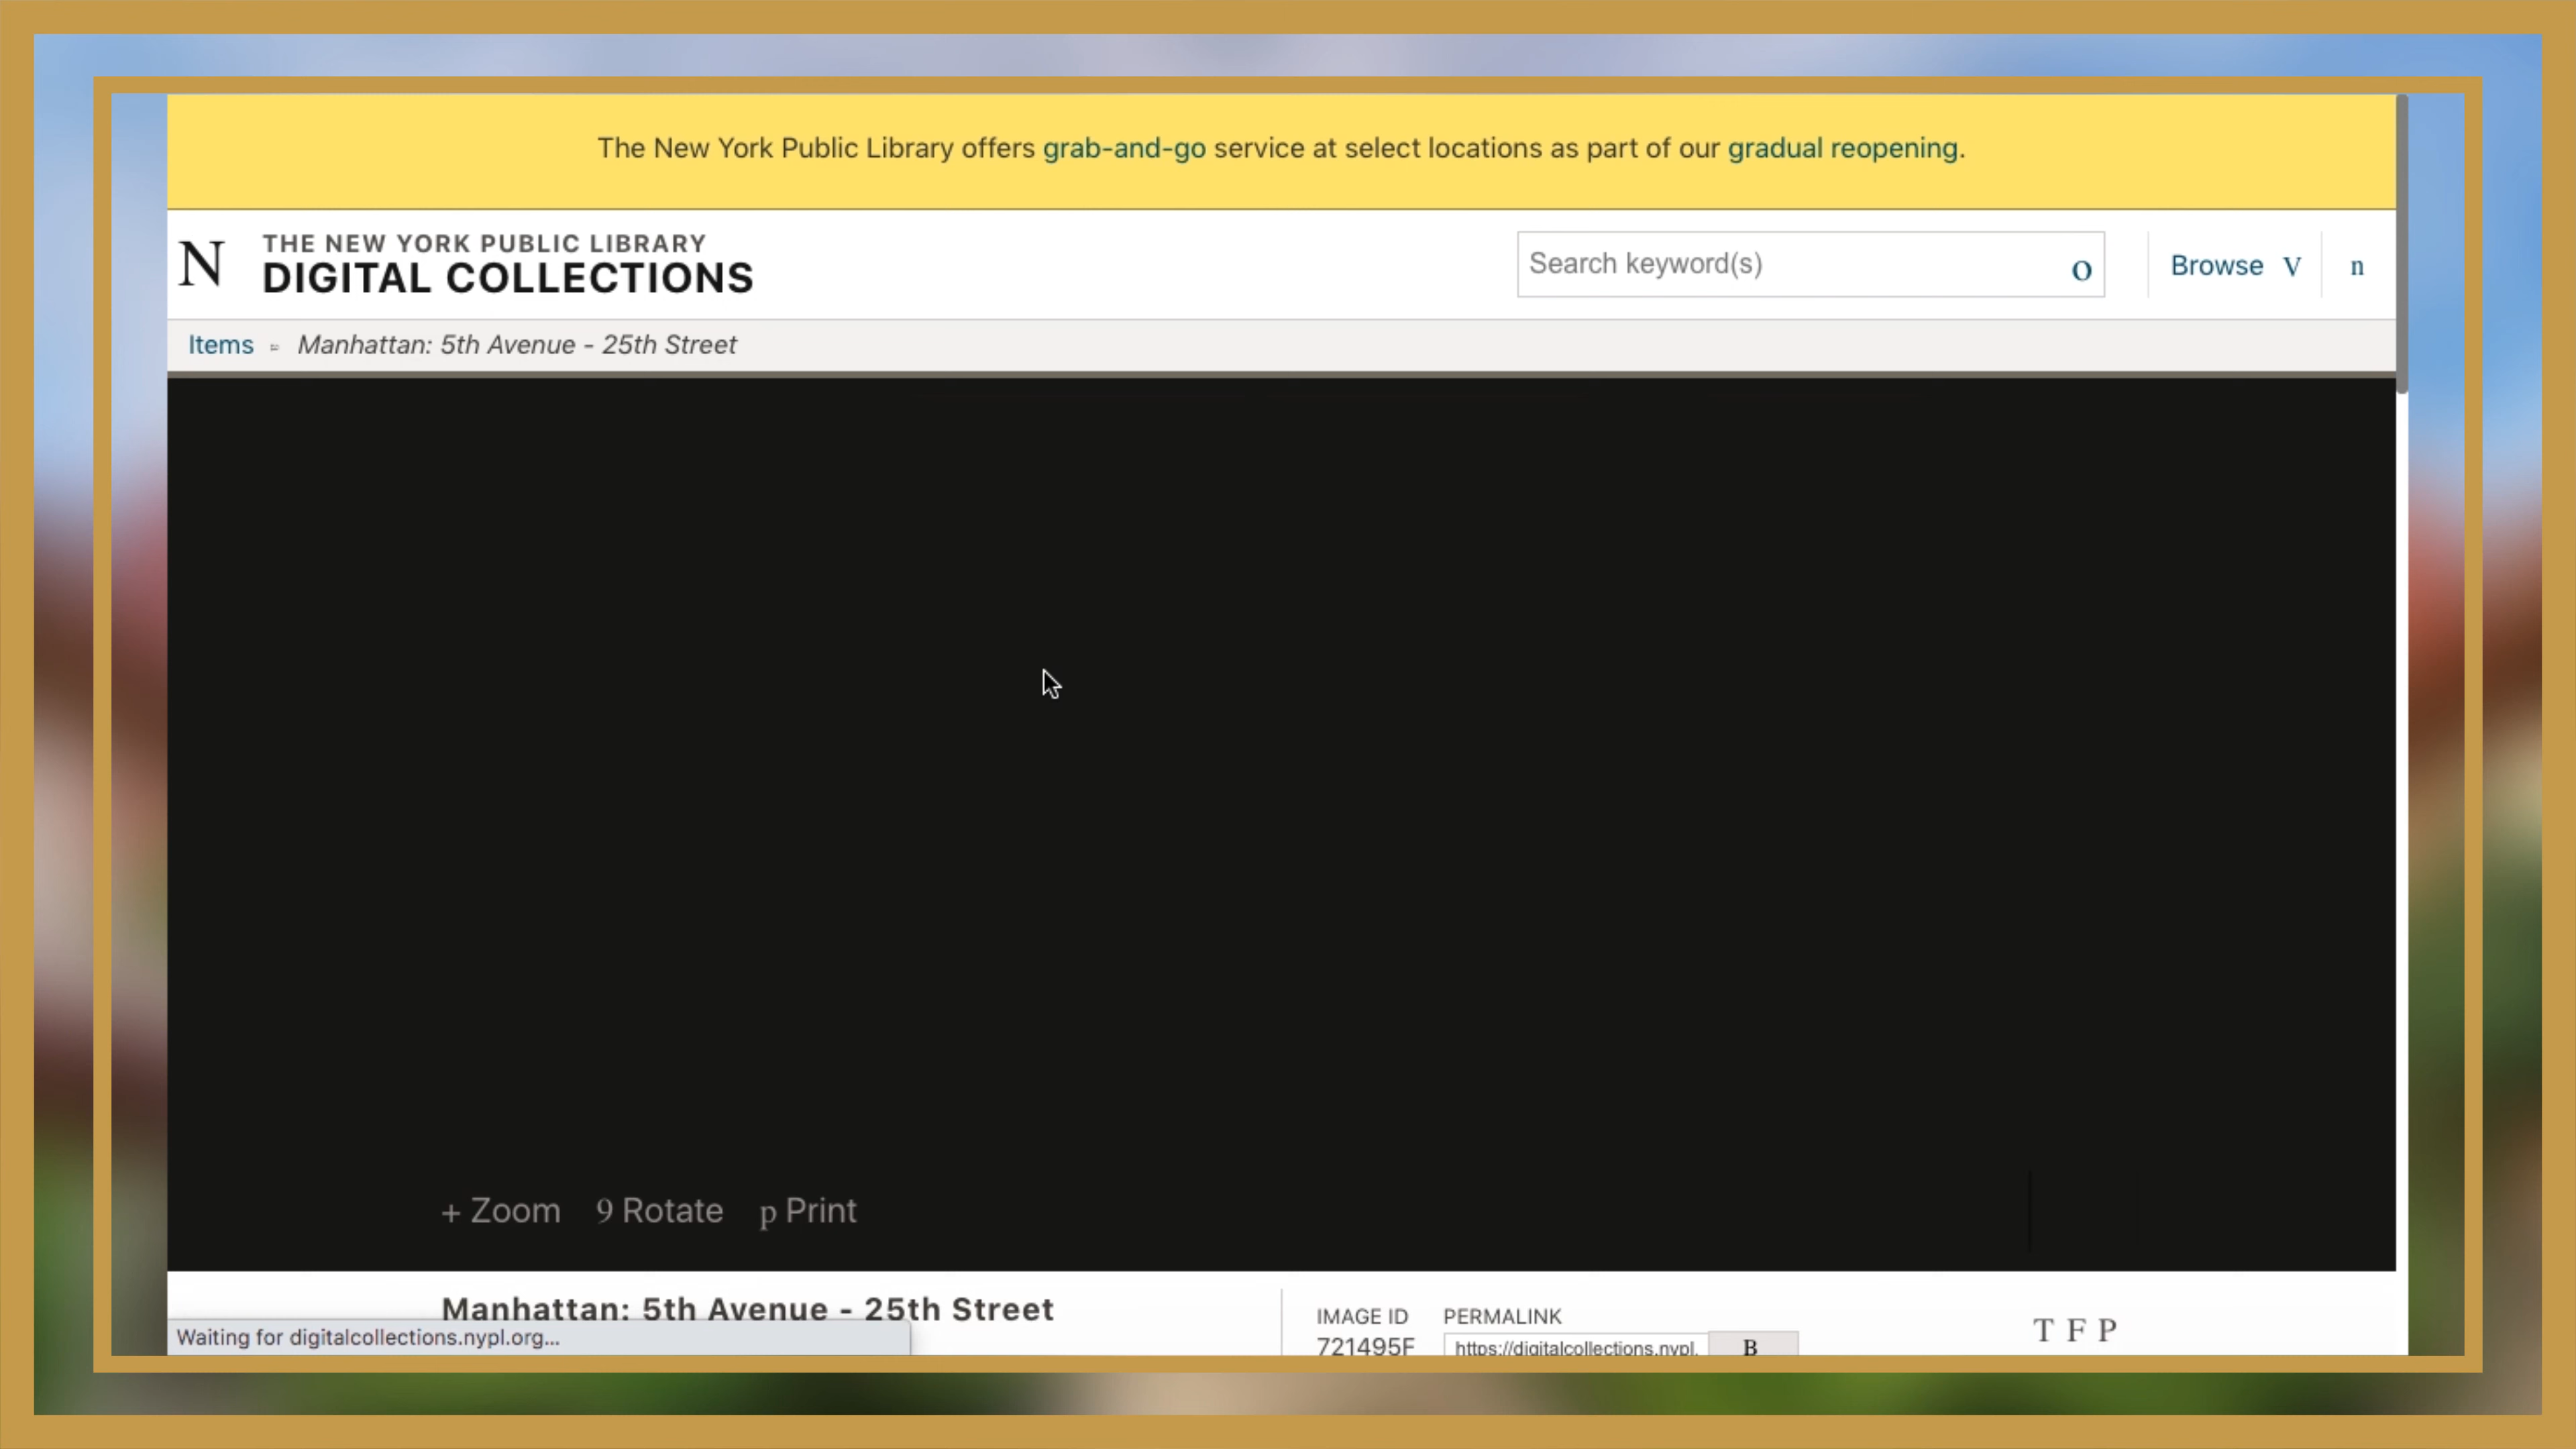 The New York Public Library offers grab-and-go service at select locations as part of our gradual reopening.
N
THE NEW YORK PUBLIC LIBRARY
DIGITAL COLLECTIONS
Search keyword(s) o
Browse V n
Items = Manhattan: 5th Avenue - 25th Street
+ Zoom 9 Rotate p Print
Manhattan: 5th Avenue - 25th Street
IMAGE ID
721495F
PERMALINK
https://digitalcollections.nypl. B
T F P
Waiting for digitalcollections.nypl.org...